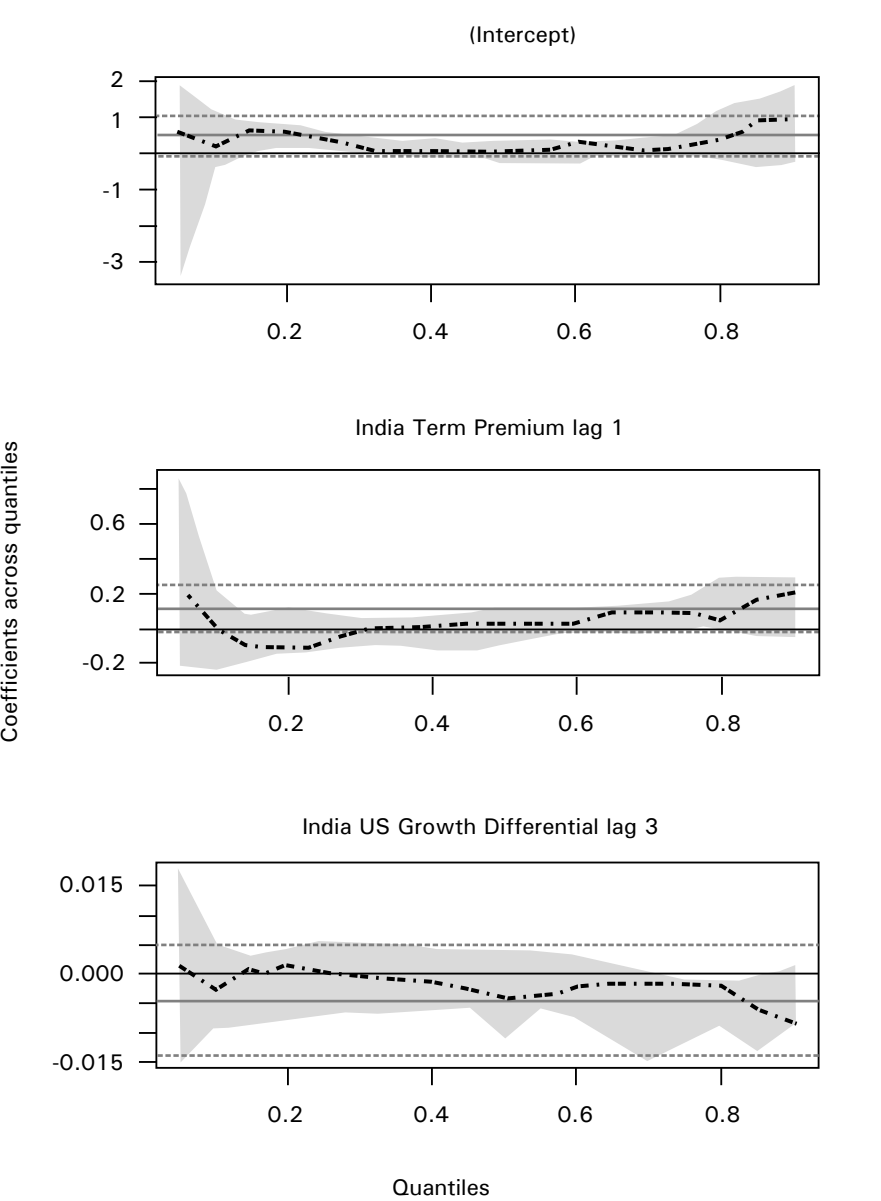 (Intercept)
2
1
-1
-3
0.2 0.4 0.6 0.8
India Term Premium lag 1
Coefficients across quantiles
0.6
0.2
-0.2
0.2 0.4 0.6 0.8
India US Growth Differential lag 3
0.015
0.000
-0.015
0.2 0.4 0.6 0.8
Quantiles